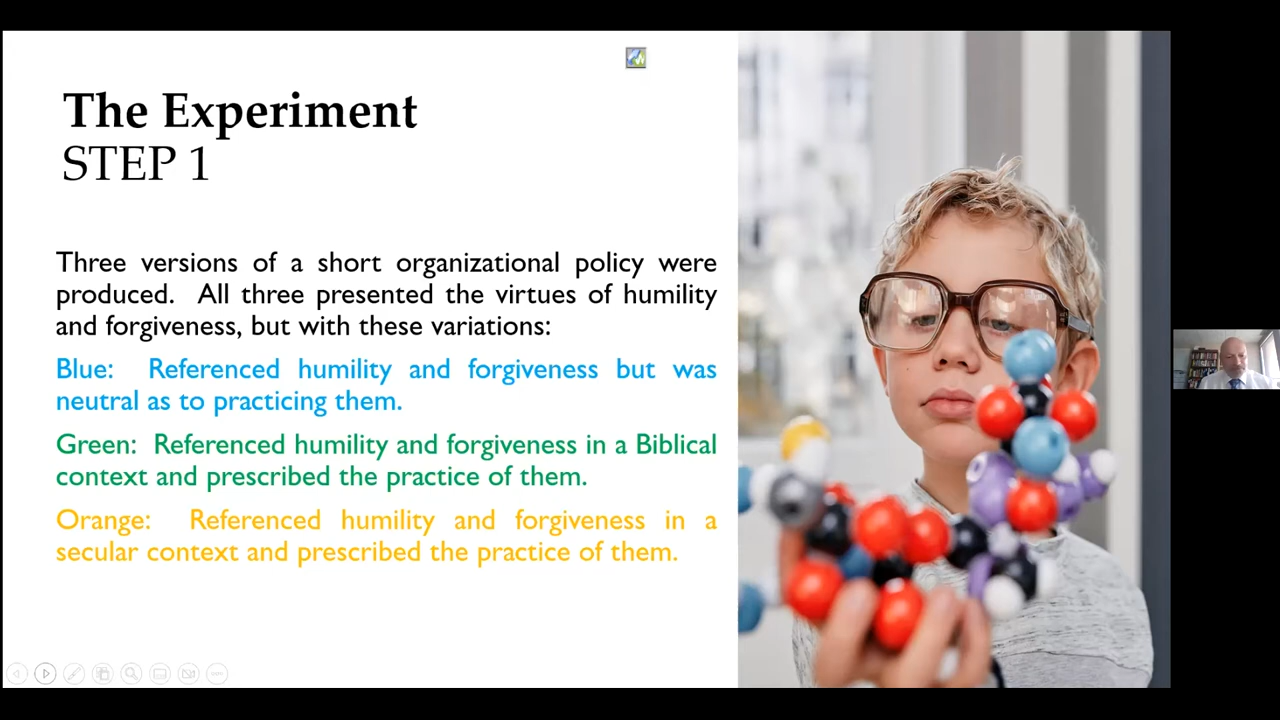 The Experiment
STEP 1
Three versions of a short organizational policy were
produced. All three presented the virtues of humility
and forgiveness, but with these variations:
Blue: Referenced humility and forgiveness but was
neutral as to practicing them.
Green: Referenced humility and forgiveness in a Biblical
context and prescribed the practice of them.
Orange: Referenced humility and forgiveness in a
secular context and prescribed the practice of them.